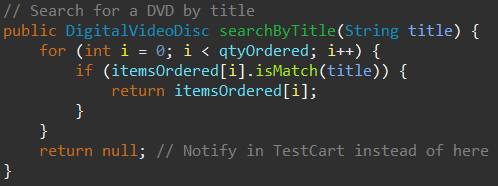 // Search for a DVD by title
public DigitalVideoDisc searchByTitle(String title) {
    for (int i = 0; i < qtyOrdered; i++) {
        if (itemsOrdered[i].isMatch(title)) {
            return itemsOrdered[i];
        }
    }
    return null; // Notify in TestCart instead of here
}